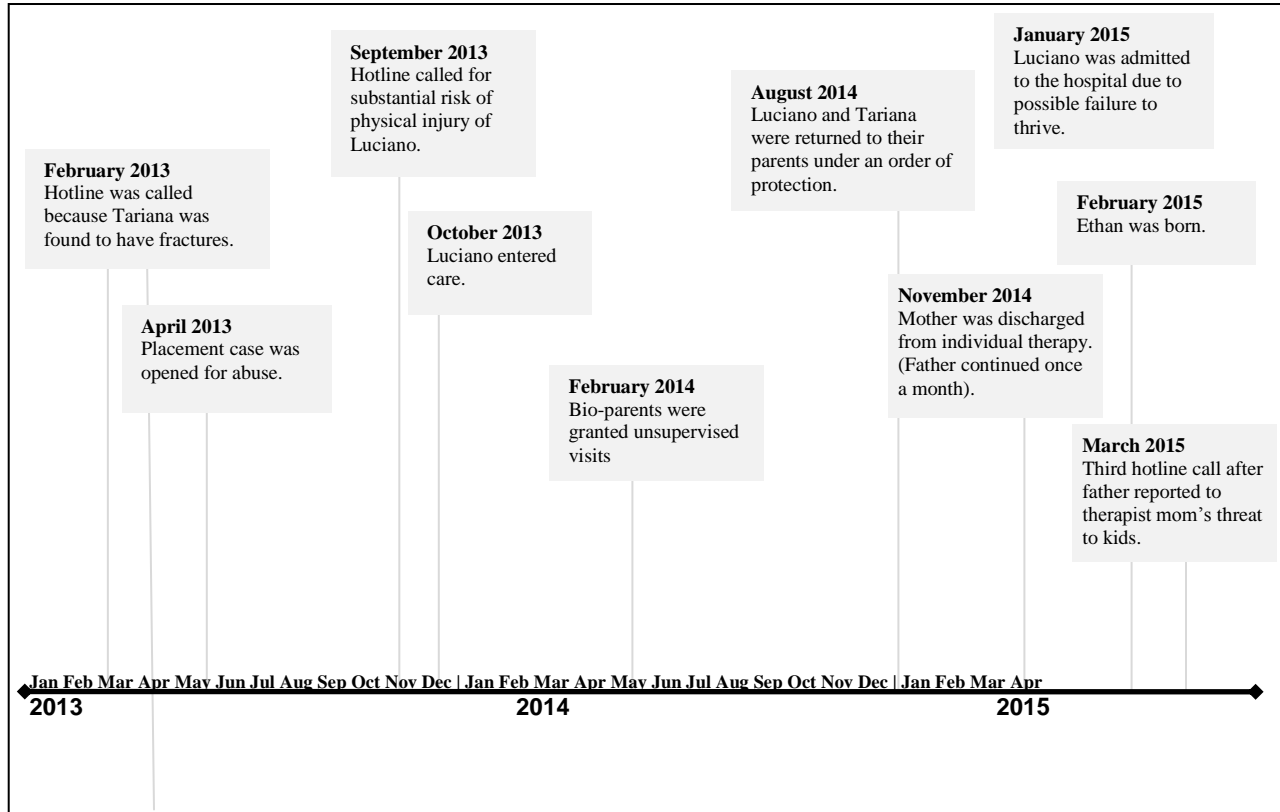 February 2013
Hotline was called
because Tariana was
found to have fractures.
April 2013
Placement case was
opened for abuse.
September 2013
Hotline called for
substantial risk of
physical injury of
Luciano.
October 2013
Luciano entered
care.
February 2014
Bio-parents were
granted unsupervised
visits
August 2014
Luciano and Tariana
were returned to their
parents under an order of
protection.
November 2014
Mother was discharged
from individual therapy.
(Father continued once
a month).
January 2015
Luciano was admitted
to the hospital due to
possible failure to
thrive.
February 2015
Ethan was born.
March 2015
Third hotline call after
father reported to
therapist mom’s threat
to kids.
Jan Feb Mar Apr May Jun Jul Aug Sep Oct Nov Dec | Jan Feb Mar Apr May Jun Jul Aug Sep Oct Nov Dec | Jan Feb Mar Apr
2013 2014 2015